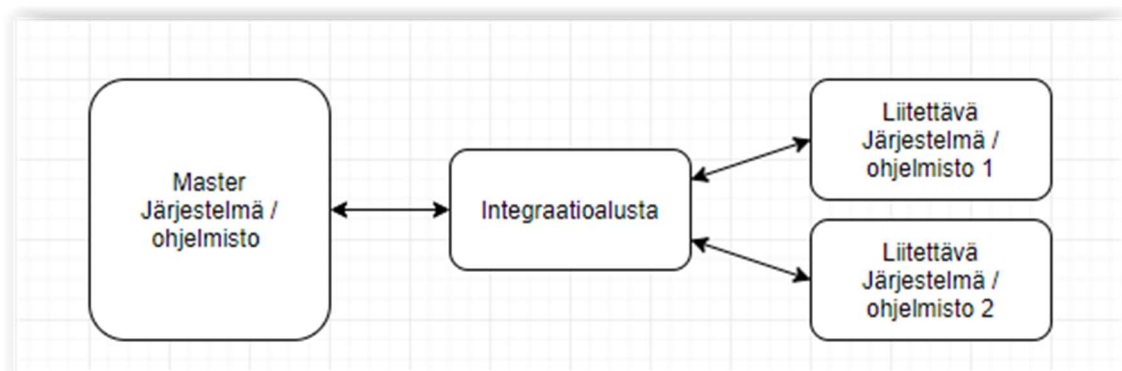 Master
Järjestelmä /
ohjelmisto
Integraatioalusta
Liitettävä
Järjestelmä /
ohjelmisto 1
Liitettävä
Järjestelmä /
ohjelmisto 2